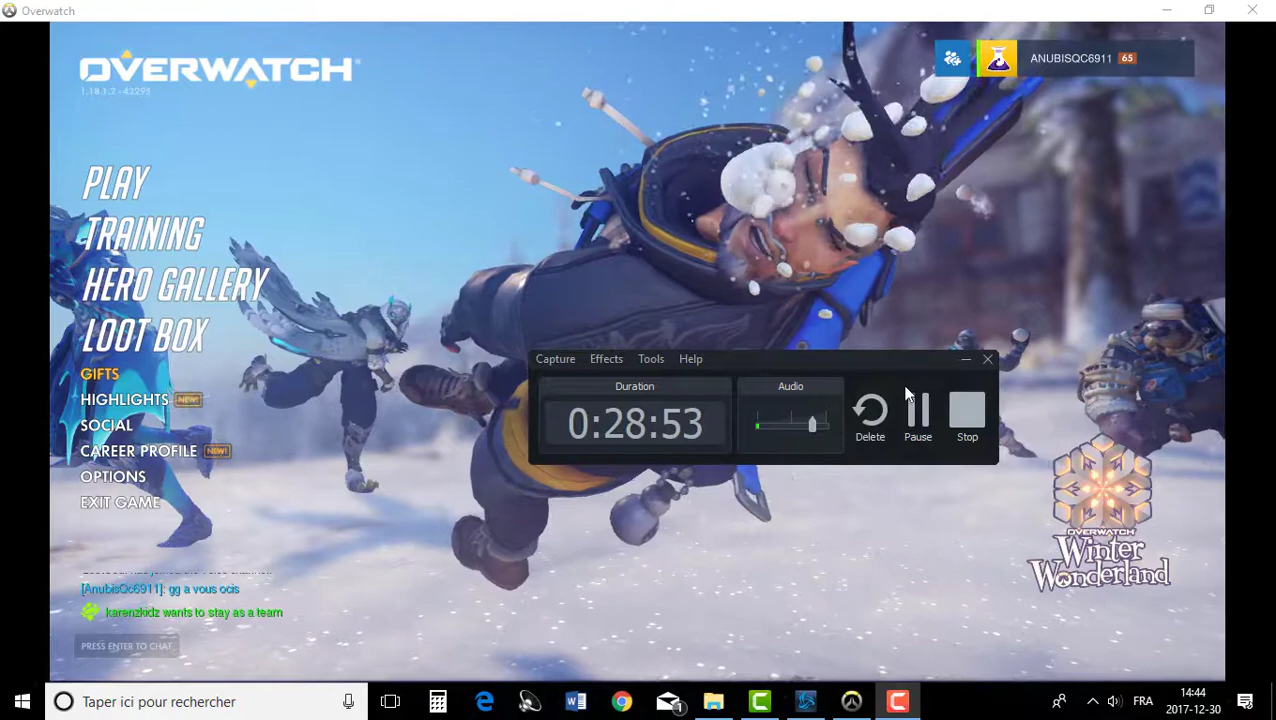 Overwatch
OVERWATCH
1.18.1.2 - 42295
ANUBISQC6911 65
PLAY
TRAINING
HERO GALLERY
LOOT BOX
GIFTS
HIGHLIGHTS NEW!
SOCIAL
CAREER PROFILE NEW!
OPTIONS
EXIT GAME
Capture Effects Tools Help
Duration Audio
0:28:53
Delete Pause Stop
OVERWATCH
Winter
Wonderland
[AnubisQc6911]: gg a vous ocis
karenzkidz wants to stay as a team
PRESS ENTER TO CHAT
Taper ici pour rechercher
1
FRA
14:44
2017-12-30